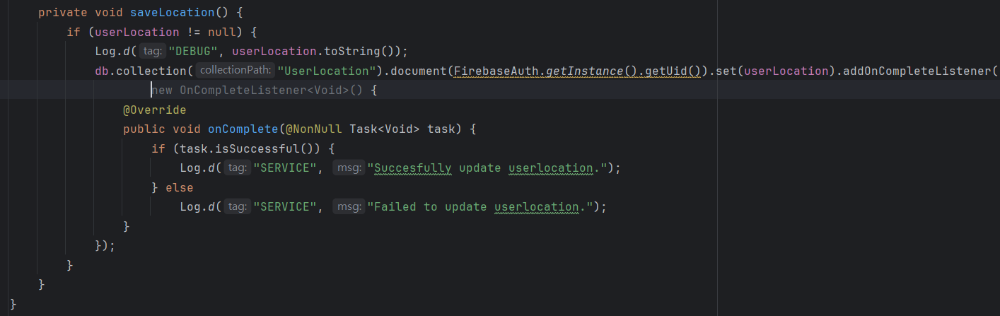 private void saveLocation() {
if (userLocation != null) {
Log.d( tag: "DEBUG", userLocation.toString());
db.collection( collectionPath: "UserLocation").document(FirebaseAuth.getInstance().getUid()).set(userLocation).addOnCompleteListener(
new OnCompleteListener<Void>() {
@Override
public void onComplete(@NonNull Task<Void> task) {
if (task.isSuccessful()) {
Log.d( tag: "SERVICE", msg: "Succesfully update userlocation.");
} else
Log.d( tag: "SERVICE", msg: "Failed to update userlocation.");
}
});
}
}
}